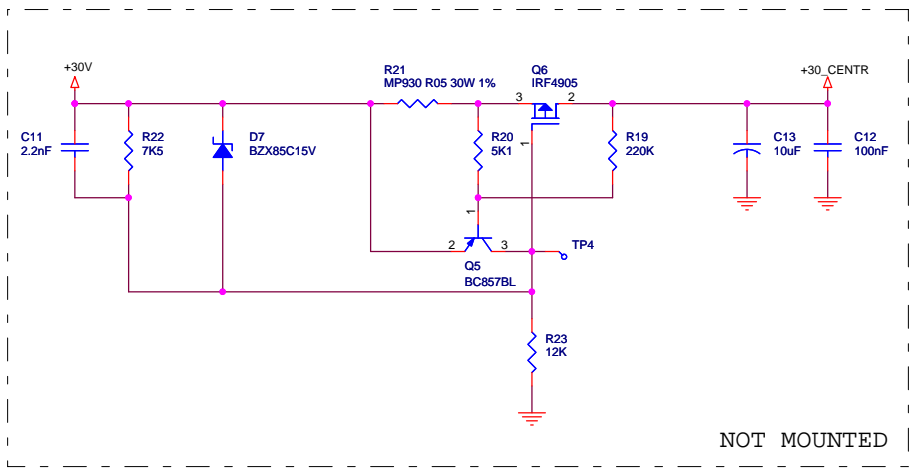 +30V
R21
MP930 R05 30W 1%
Q6
IRF4905
+30_CENTR
3
2
C11
2.2nF
R22
7K5
D7
BZX85C15V
R20
5K1
1
R19
220K
C13
10uF
C12
100nF
1
2
3
TP4
Q5
BC857BL
R23
12K
NOT MOUNTED